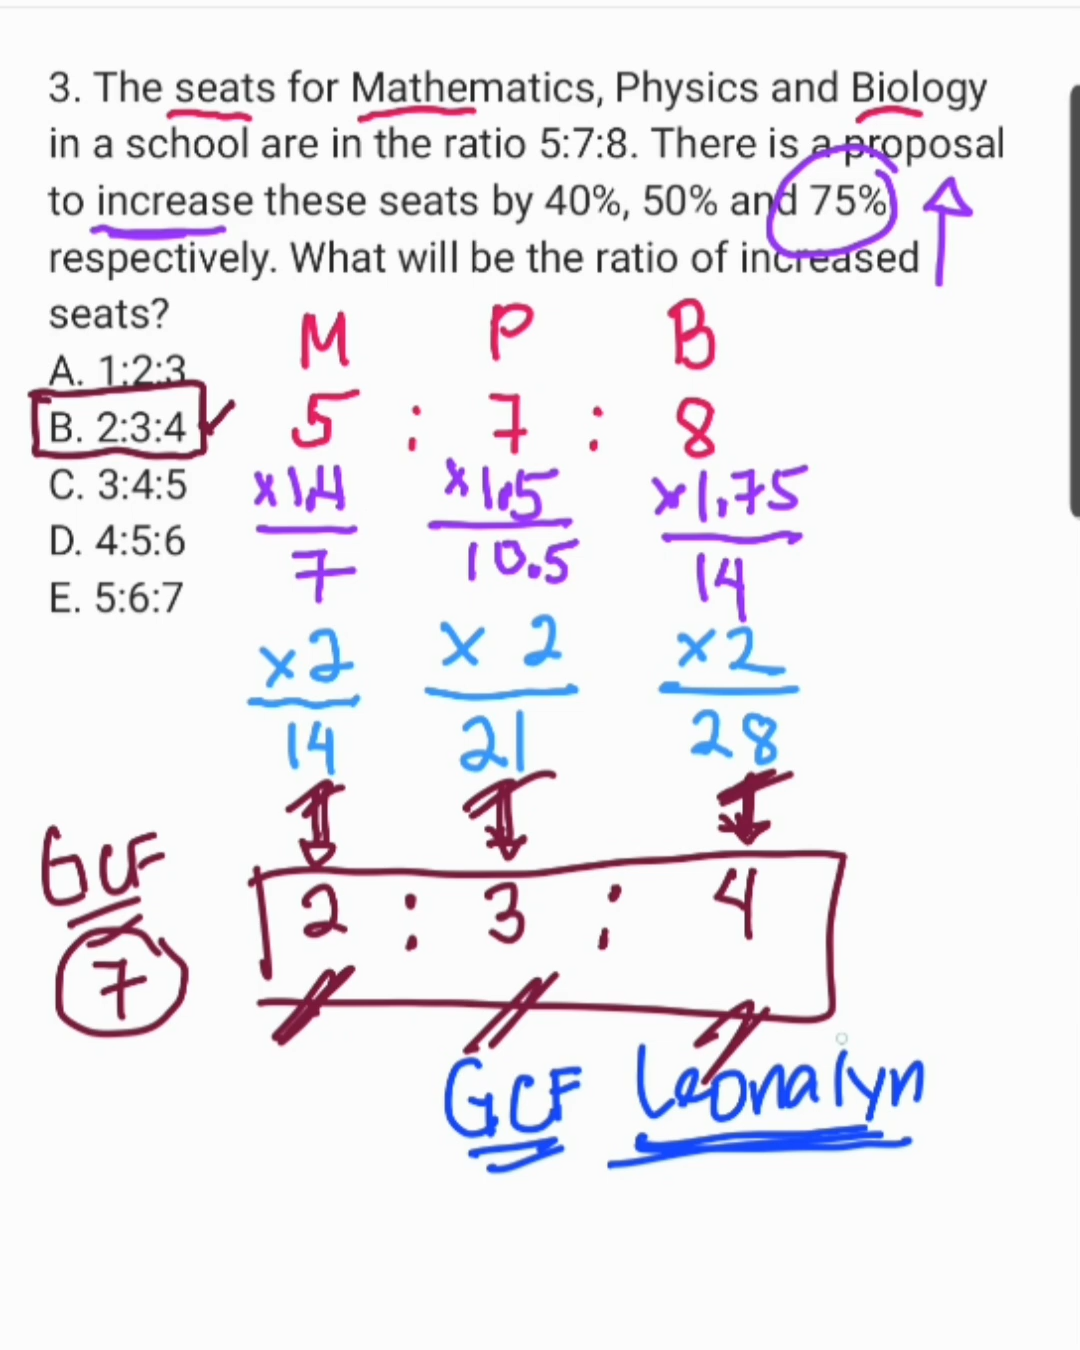 3. The seats for Mathematics, Physics and Biology
in a school are in the ratio 5:7:8. There is a proposal
to increase these seats by 40%, 50% and 75%
respectively. What will be the ratio of increased
seats?
A. 1:2:3
B. 2:3:4
C. 3:4:5
D. 4:5:6
E. 5:6:7
M P B
5 : 7 : 8
x1.4 x1.5 x1.75
7 10.5 14
x2 x 2 x2
14 21 28
GCF
7
2 : 3 : 4
GCF Leonalyn